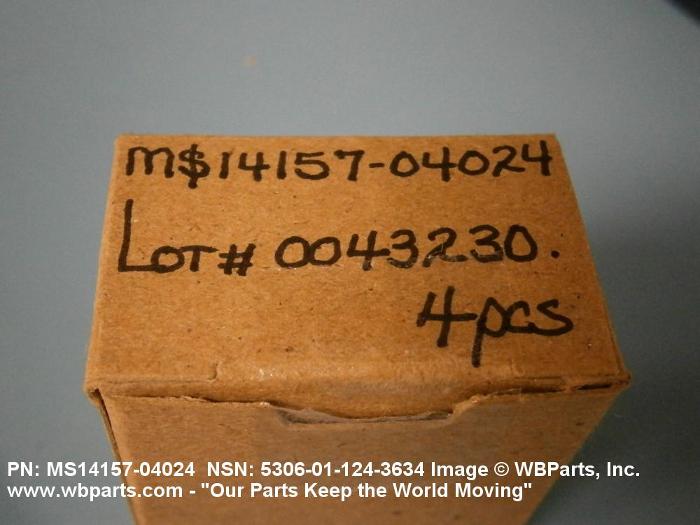 M$14157-04024
LOT# 0043230.
4pcs
PN: MS14157-04024 NSN: 5306-01-124-3634 Image © WBParts, Inc.
www.wbparts.com - "Our Parts Keep the World Moving"